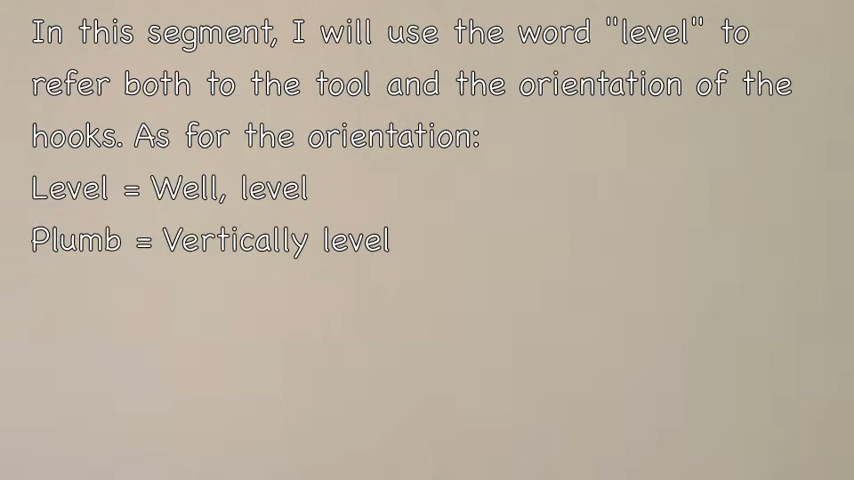 In this segment, I will use the word "level" to
refer both to the tool and the orientation of the
hooks. As for the orientation:
Level = Well, level
Plumb = Vertically level